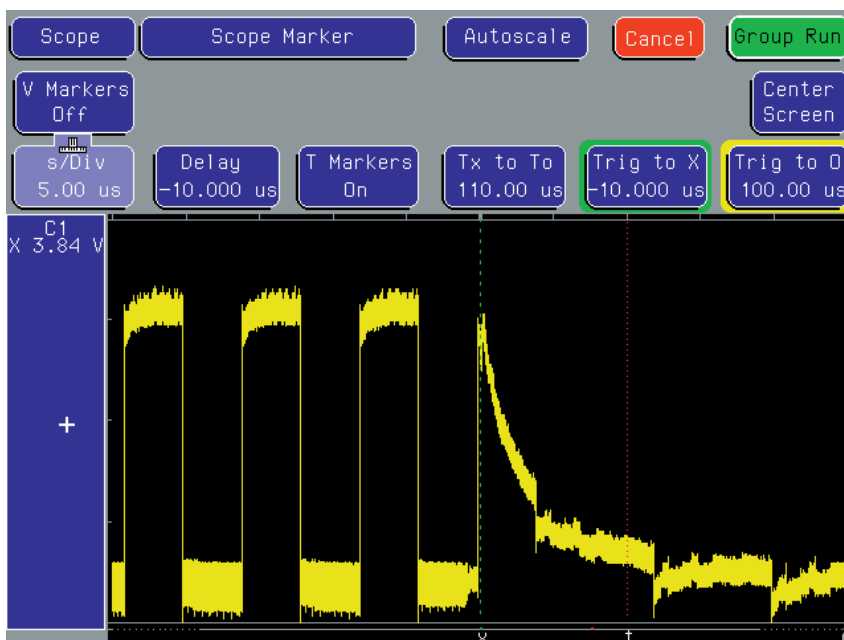 Scope Scope Marker Autoscale Cancel Group Run
V Markers
Off
Center
Screen
s/Div
5.00 us
Delay
-10.000 us
T Markers
On
Tx to To
110.00 us
Trig to X
-10.000 us
Trig to O
100.00 us
C1
X 3.84 V